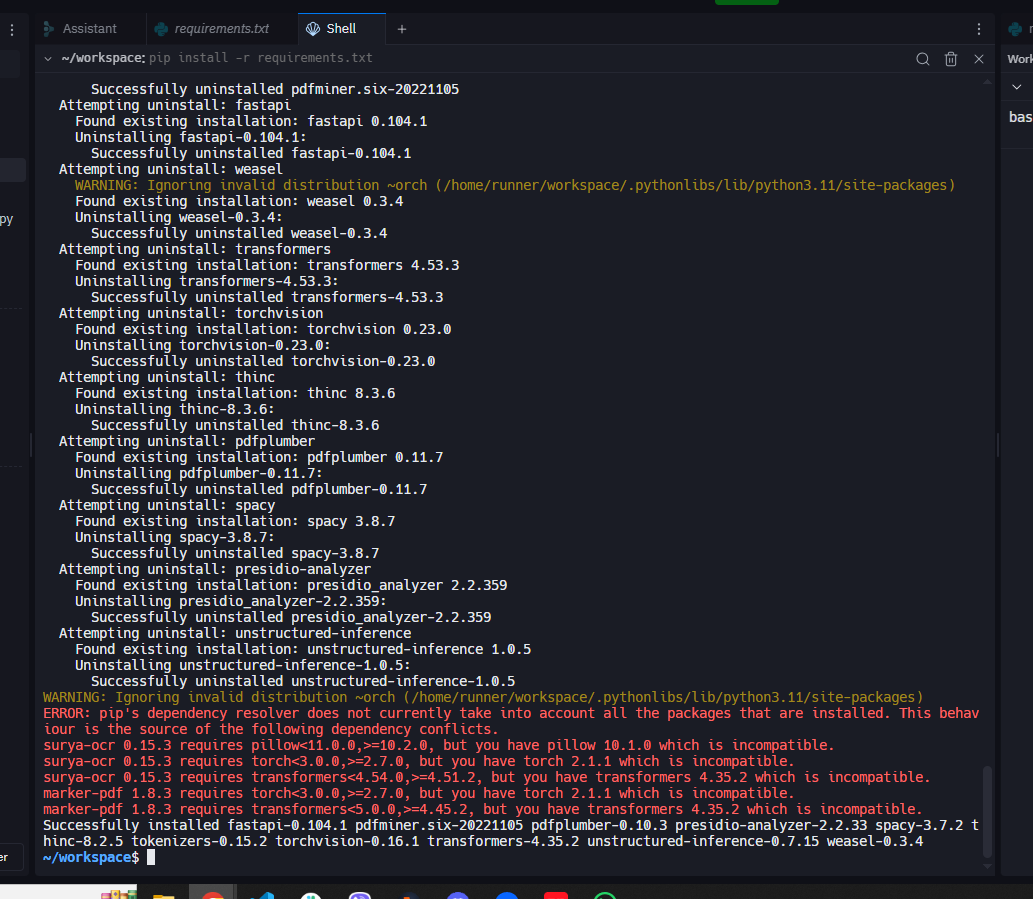 Assistant
requirements.txt
Shell
~/workspace: pip install -r requirements.txt
Work
bas
py
er
Successfully uninstalled pdfminer.six-20221105
Attempting uninstall: fastapi
Found existing installation: fastapi 0.104.1
Uninstalling fastapi-0.104.1:
Successfully uninstalled fastapi-0.104.1
Attempting uninstall: weasel
WARNING: Ignoring invalid distribution ~orch (/home/runner/workspace/.pythonlibs/lib/python3.11/site-packages)
Found existing installation: weasel 0.3.4
Uninstalling weasel-0.3.4:
Successfully uninstalled weasel-0.3.4
Attempting uninstall: transformers
Found existing installation: transformers 4.53.3
Uninstalling transformers-4.53.3:
Successfully uninstalled transformers-4.53.3
Attempting uninstall: torchvision
Found existing installation: torchvision 0.23.0
Uninstalling torchvision-0.23.0:
Successfully uninstalled torchvision-0.23.0
Attempting uninstall: thinc
Found existing installation: thinc 8.3.6
Uninstalling thinc-8.3.6:
Successfully uninstalled thinc-8.3.6
Attempting uninstall: pdfplumber
Found existing installation: pdfplumber 0.11.7
Uninstalling pdfplumber-0.11.7:
Successfully uninstalled pdfplumber-0.11.7
Attempting uninstall: spacy
Found existing installation: spacy 3.8.7
Uninstalling spacy-3.8.7:
Successfully uninstalled spacy-3.8.7
Attempting uninstall: presidio-analyzer
Found existing installation: presidio_analyzer 2.2.359
Uninstalling presidio_analyzer-2.2.359:
Successfully uninstalled presidio_analyzer-2.2.359
Attempting uninstall: unstructured-inference
Found existing installation: unstructured-inference 1.0.5
Uninstalling unstructured-inference-1.0.5:
Successfully uninstalled unstructured-inference-1.0.5
WARNING: Ignoring invalid distribution ~orch (/home/runner/workspace/.pythonlibs/lib/python3.11/site-packages)
ERROR: pip's dependency resolver does not currently take into account all the packages that are installed. This behav
iour is the source of the following dependency conflicts.
surya-ocr 0.15.3 requires pillow<11.0.0,>=10.2.0, but you have pillow 10.1.0 which is incompatible.
surya-ocr 0.15.3 requires torch<3.0.0,>=2.7.0, but you have torch 2.1.1 which is incompatible.
surya-ocr 0.15.3 requires transformers<4.54.0,>=4.51.2, but you have transformers 4.35.2 which is incompatible.
marker-pdf 1.8.3 requires torch<3.0.0,>=2.7.0, but you have torch 2.1.1 which is incompatible.
marker-pdf 1.8.3 requires transformers<5.0.0,>=4.45.2, but you have transformers 4.35.2 which is incompatible.
Successfully installed fastapi-0.104.1 pdfminer.six-20221105 pdfplumber-0.10.3 presidio-analyzer-2.2.33 spacy-3.7.2 t
hinc-8.2.5 tokenizers-0.15.2 torchvision-0.16.1 transformers-4.35.2 unstructured-inference-0.7.15 weasel-0.3.4
~/workspace$